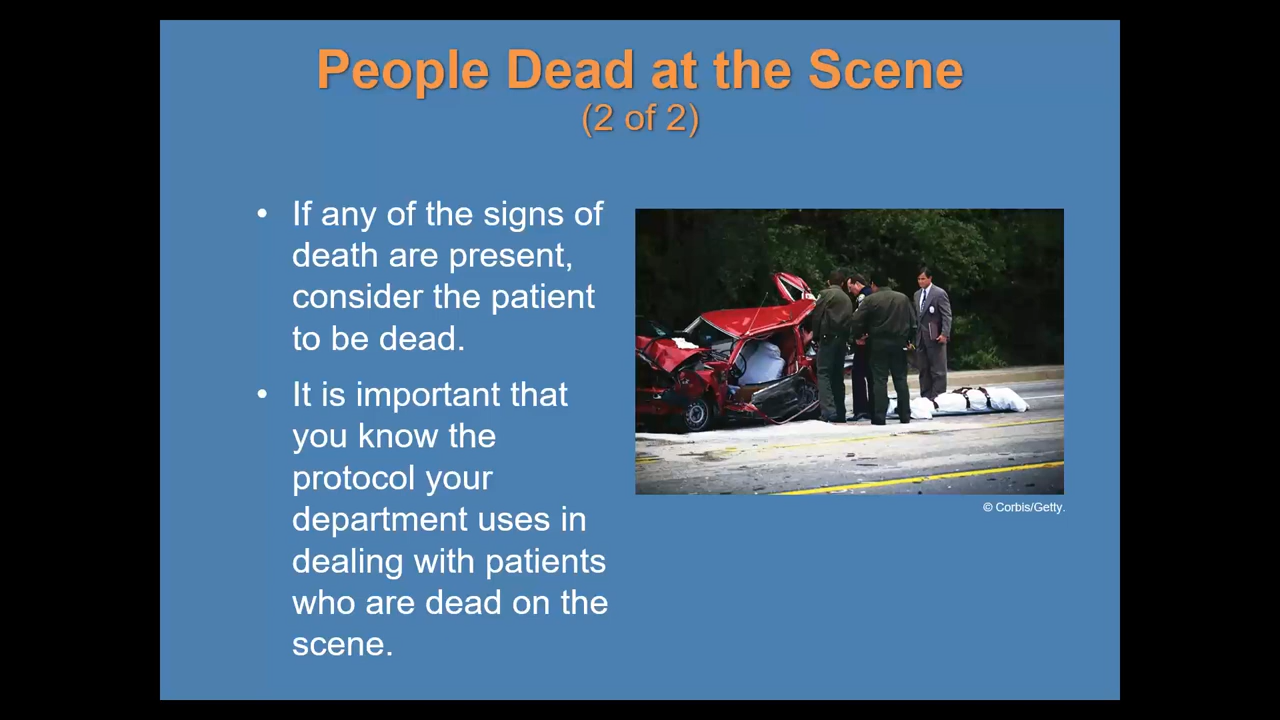 People Dead at the Scene
(2 of 2)
• If any of the signs of
death are present,
consider the patient
to be dead.
• It is important that
you know the
protocol your
department uses in
dealing with patients
who are dead on the
scene.
© Corbis/Getty.